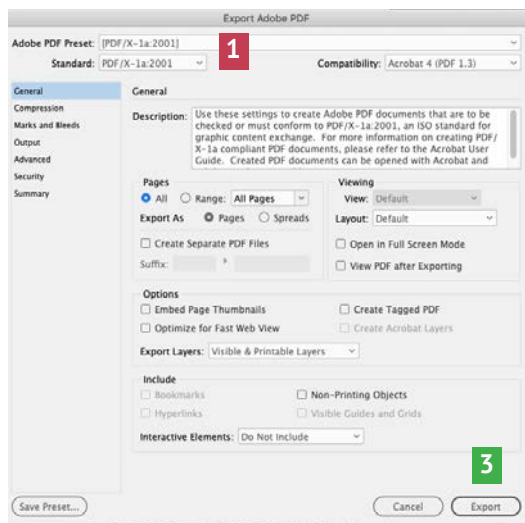 Export Adobe PDF
Adobe PDF Preset: [PDF/X-1a:2001]
1
Standard: PDF/X-1a:2001 Compatibility: Acrobat 4 (PDF 1.3)
General
Compression
Marks and Bleeds
Output
Advanced
Security
Summary
General
Description: Use these settings to create Adobe PDF documents that are to be
checked or must conform to PDF/X-1a:2001, an ISO standard for
graphic content exchange. For more information on creating PDF/
X-1a compliant PDF documents, please refer to the Acrobat User
Guide. Created PDF documents can be opened with Acrobat and
Pages
All Range: All Pages
Export As Pages Spreads
Create Separate PDF Files
Suffix:
Viewing
View: Default
Layout: Default
Open in Full Screen Mode
View PDF after Exporting
Options
Embed Page Thumbnails Create Tagged PDF
Optimize for Fast Web View Create Acrobat Layers
Export Layers: Visible & Printable Layers
Include
Bookmarks Non-Printing Objects
Hyperlinks Visible Guides and Grids
Interactive Elements: Do Not Include
3
Save Preset... Cancel Export